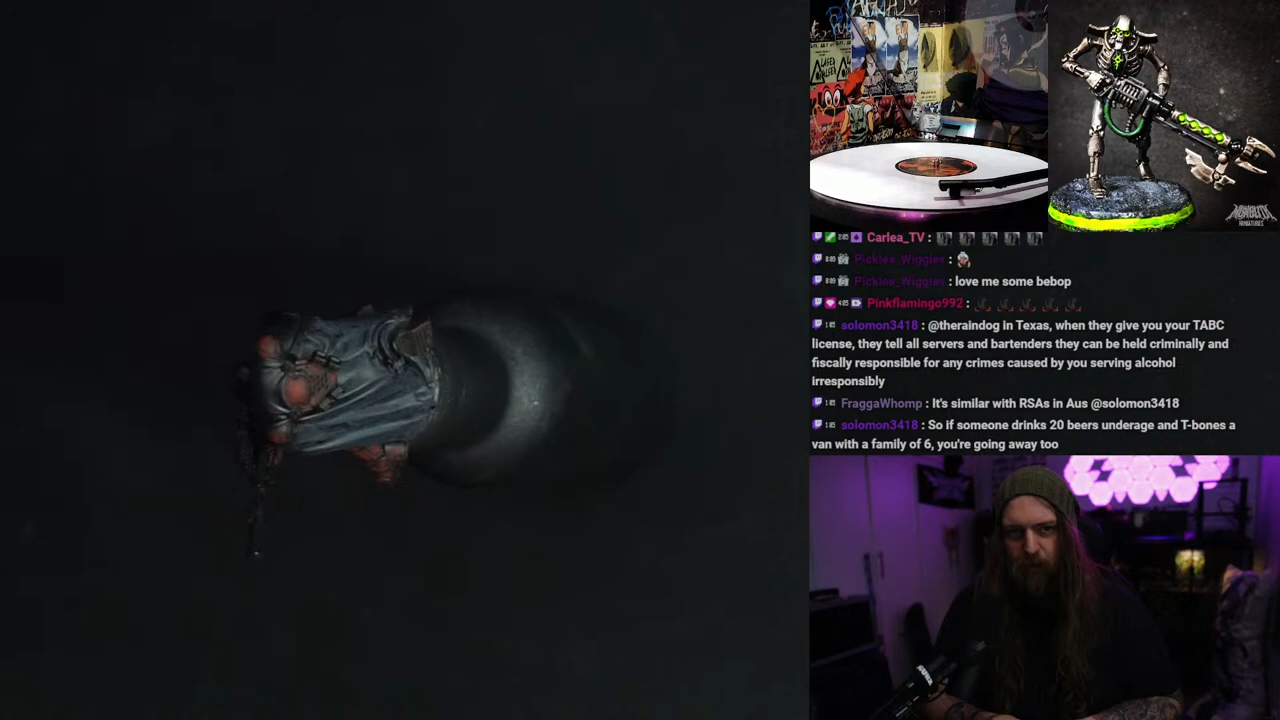 Carlea_TV :
Pickles_Wiggles :
Pickles_Wiggles : love me some bebop
Pinkflamingo992 :
solomon3418 : @theraindog in Texas, when they give you your TABC
license, they tell all servers and bartenders they can be held criminally and
fiscally responsible for any crimes caused by you serving alcohol
irresponsibly
FraggaWhomp : It's similar with RSAs in Aus @solomon3418
solomon3418 : So if someone drinks 20 beers underage and T-bones a
van with a family of 6, you're going away too